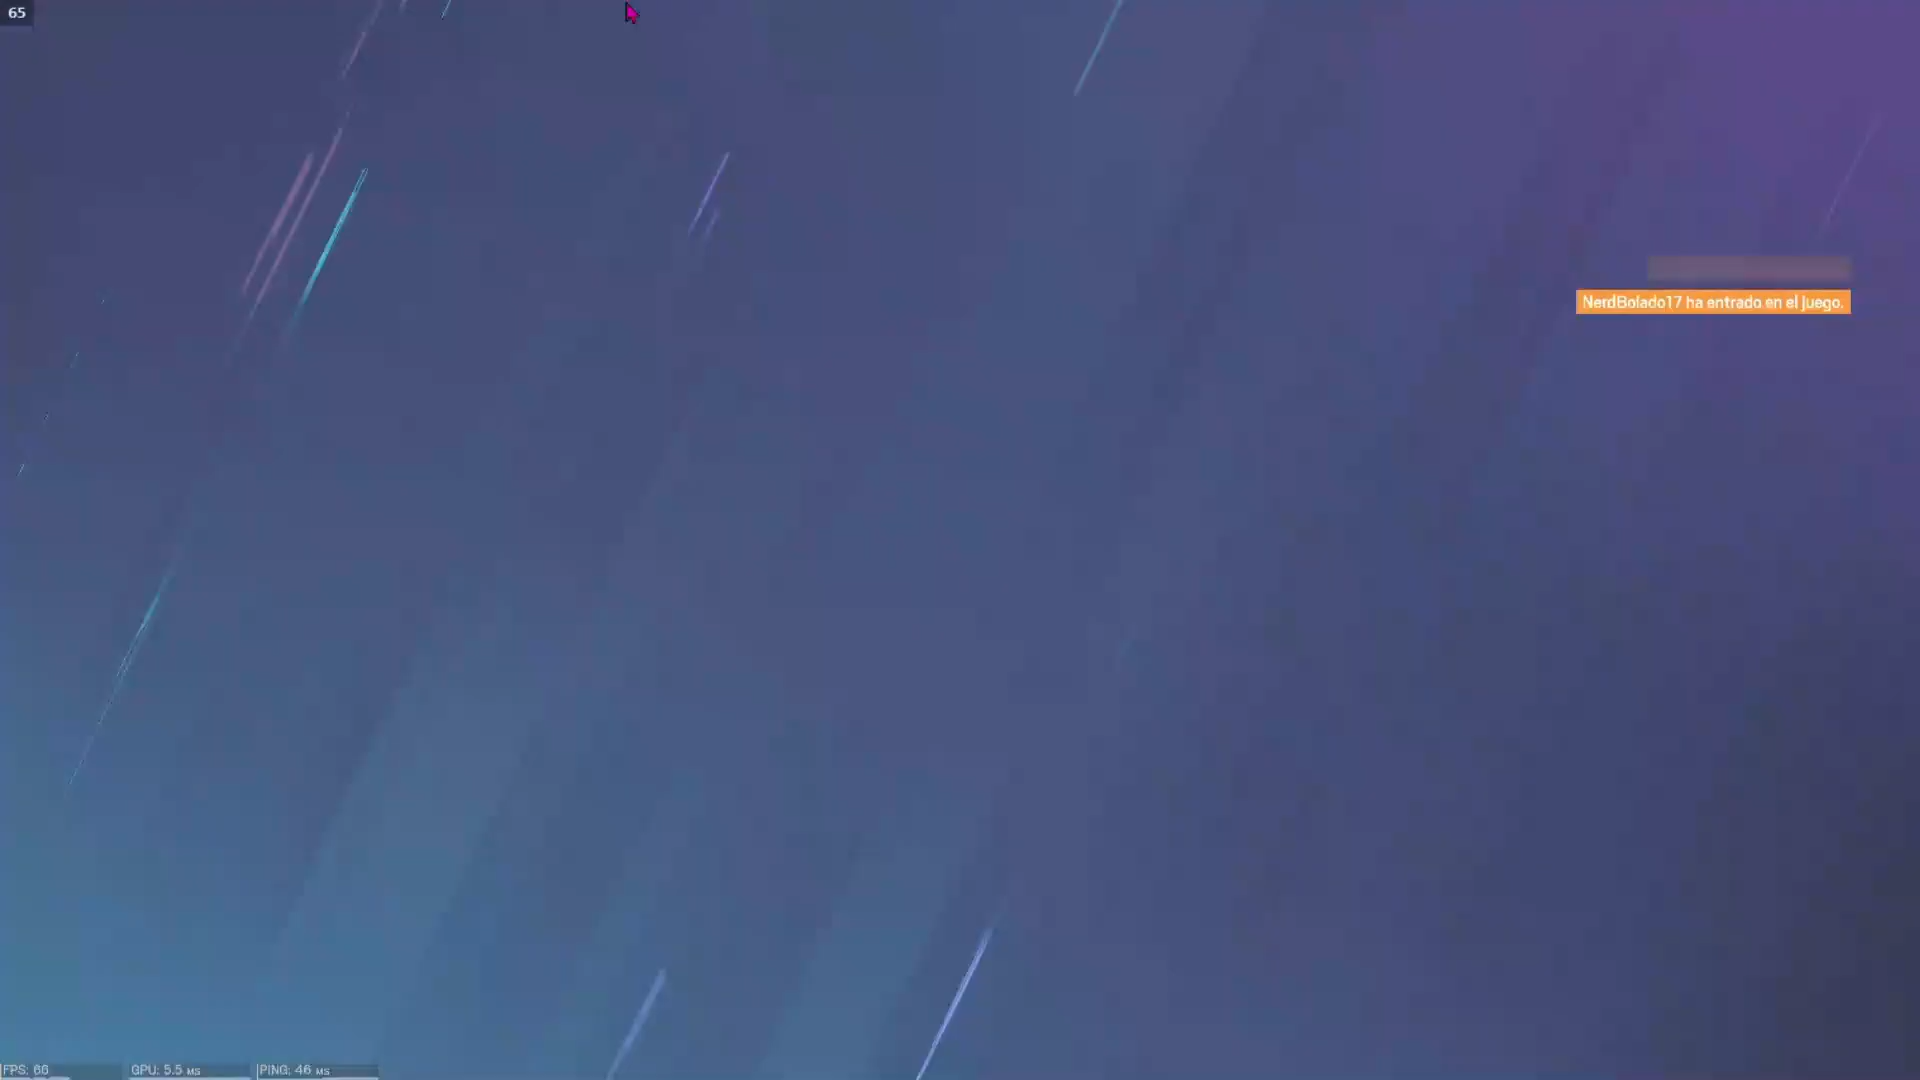 65
NerdBolado17 ha entrado en el juego.
FPS: 66
GPU: 5.5 MS
PING: 46 MS